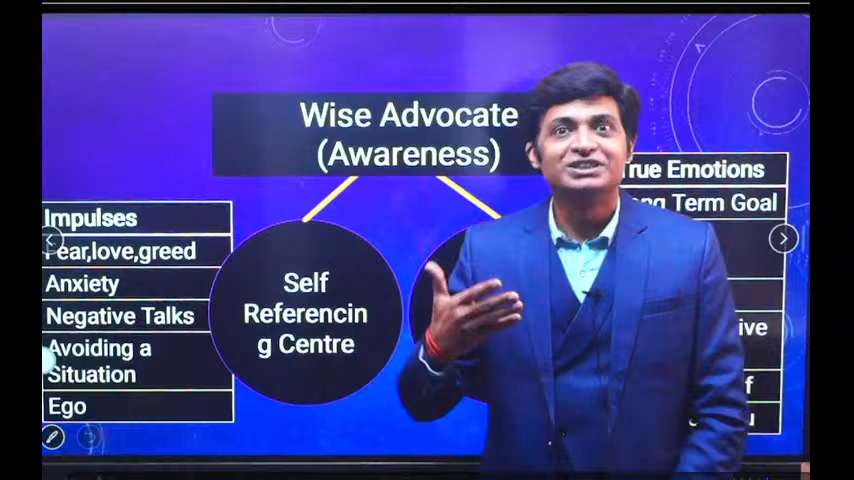 Wise Advocate
(Awareness)
Impulses
Fear,love,greed
Anxiety
Negative Talks
Avoiding a
Situation
Ego
Self
Referencin
g Centre
True Emotions
Term Goal